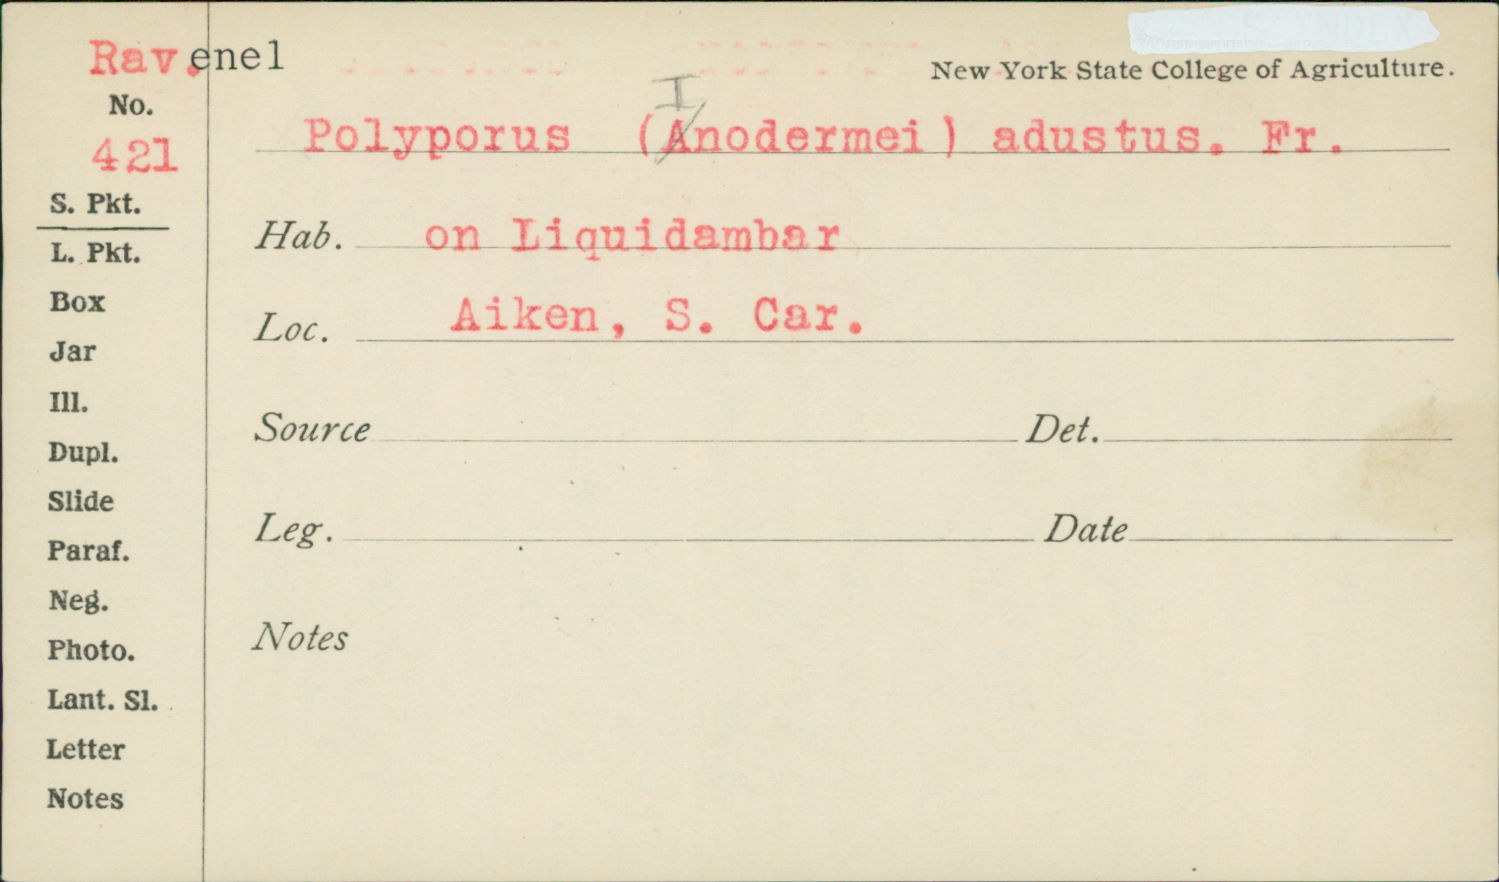 Rav.enel
New York State College of Agriculture.
No.
421
I
Polyporus (Anodermei) adustus. Fr.
S. Pkt.
L. Pkt.
Hab. on Liquidambar
Box
Loc. Aiken, S. Car.
Jar
Ill.
Source Det.
Dupl.
Slide
Leg. Date
Paraf.
Neg.
Notes
Photo.
Lant. Sl.
Letter
Notes